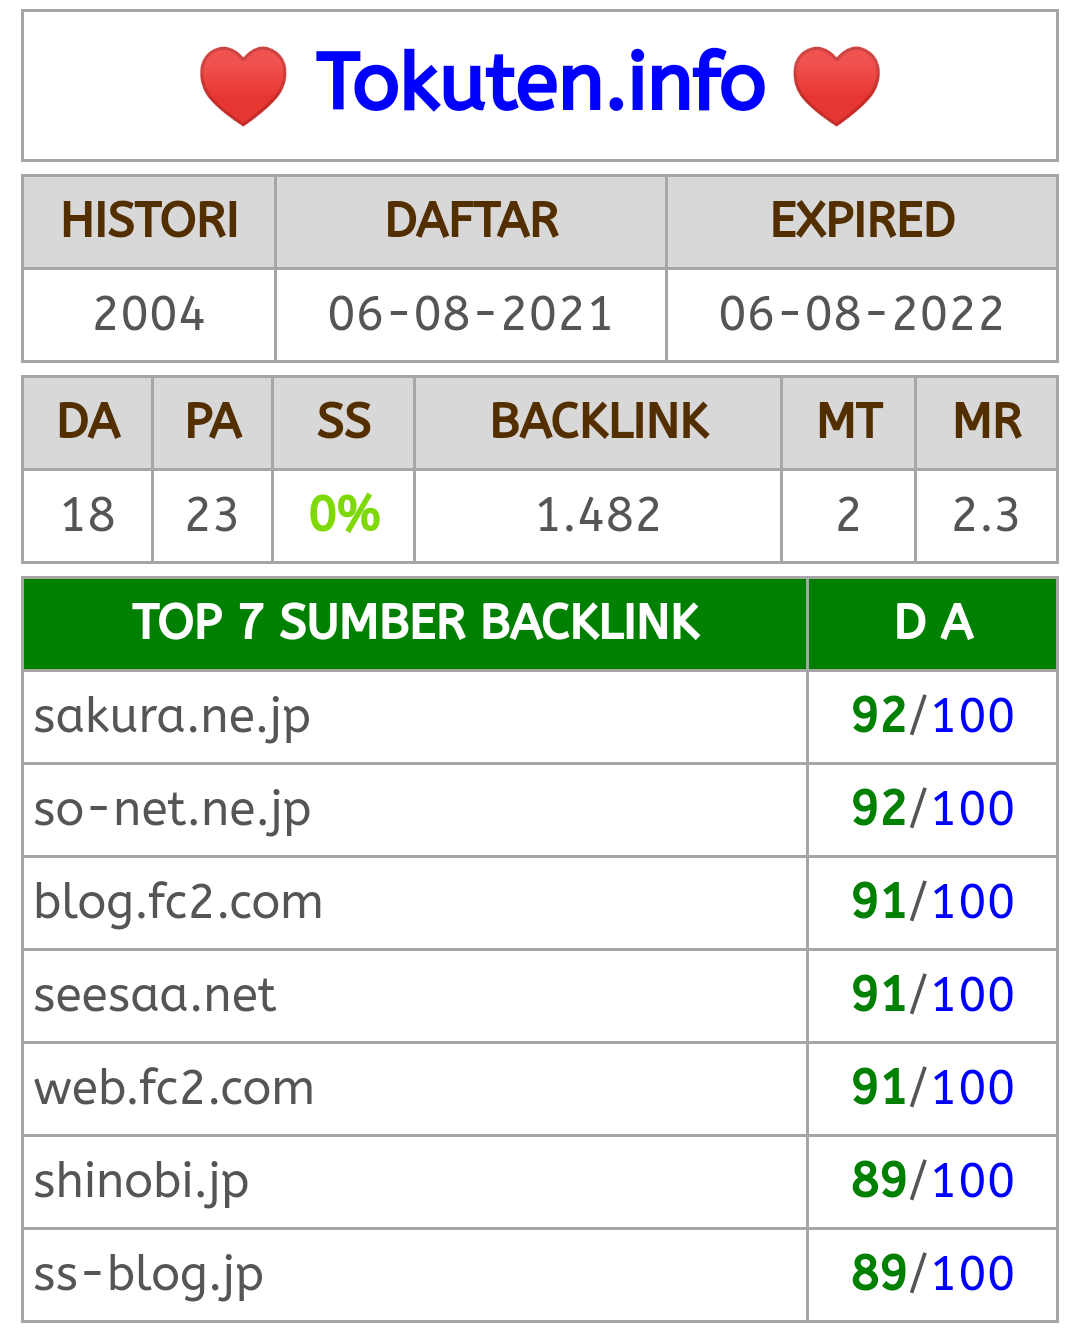 Tokuten.info
HISTORI DAFTAR EXPIRED
2004 06-08-2021 06-08-2022
DA PA SS BACKLINK MT MR
18 23 0% 1.482 2 2.3
TOP 7 SUMBER BACKLINK D A
sakura.ne.jp 92/100
so-net.ne.jp 92/100
blog.fc2.com 91/100
seesaa.net 91/100
web.fc2.com 91/100
shinobi.jp 89/100
ss-blog.jp 89/100